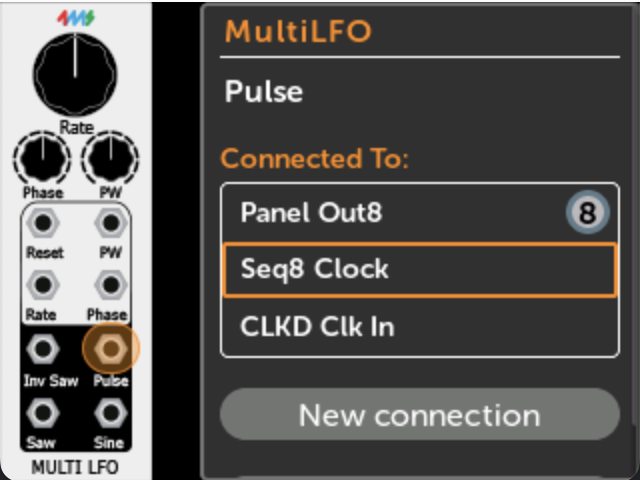 4ms
Rate
Phase PW
Reset PW
Rate Phase
Inv Saw Pulse
Saw Sine
MULTI LFO
MultiLFO
Pulse
Connected To:
Panel Out8 8
Seq8 Clock
CLKD Clk In
New connection